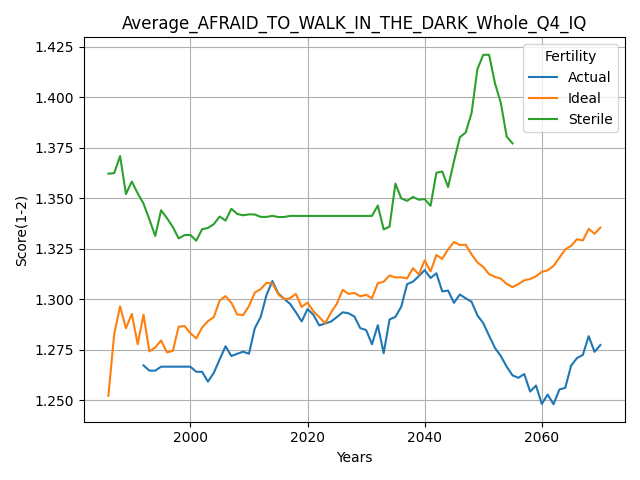 Average_AFRAID_TO_WALK_IN_THE_DARK_Whole_Q4_IQ
Fertility
Actual
Ideal
Sterile
Score(1-2)
1.425
1.400
1.375
1.350
1.325
1.300
1.275
1.250
2000
2020
2040
2060
Years